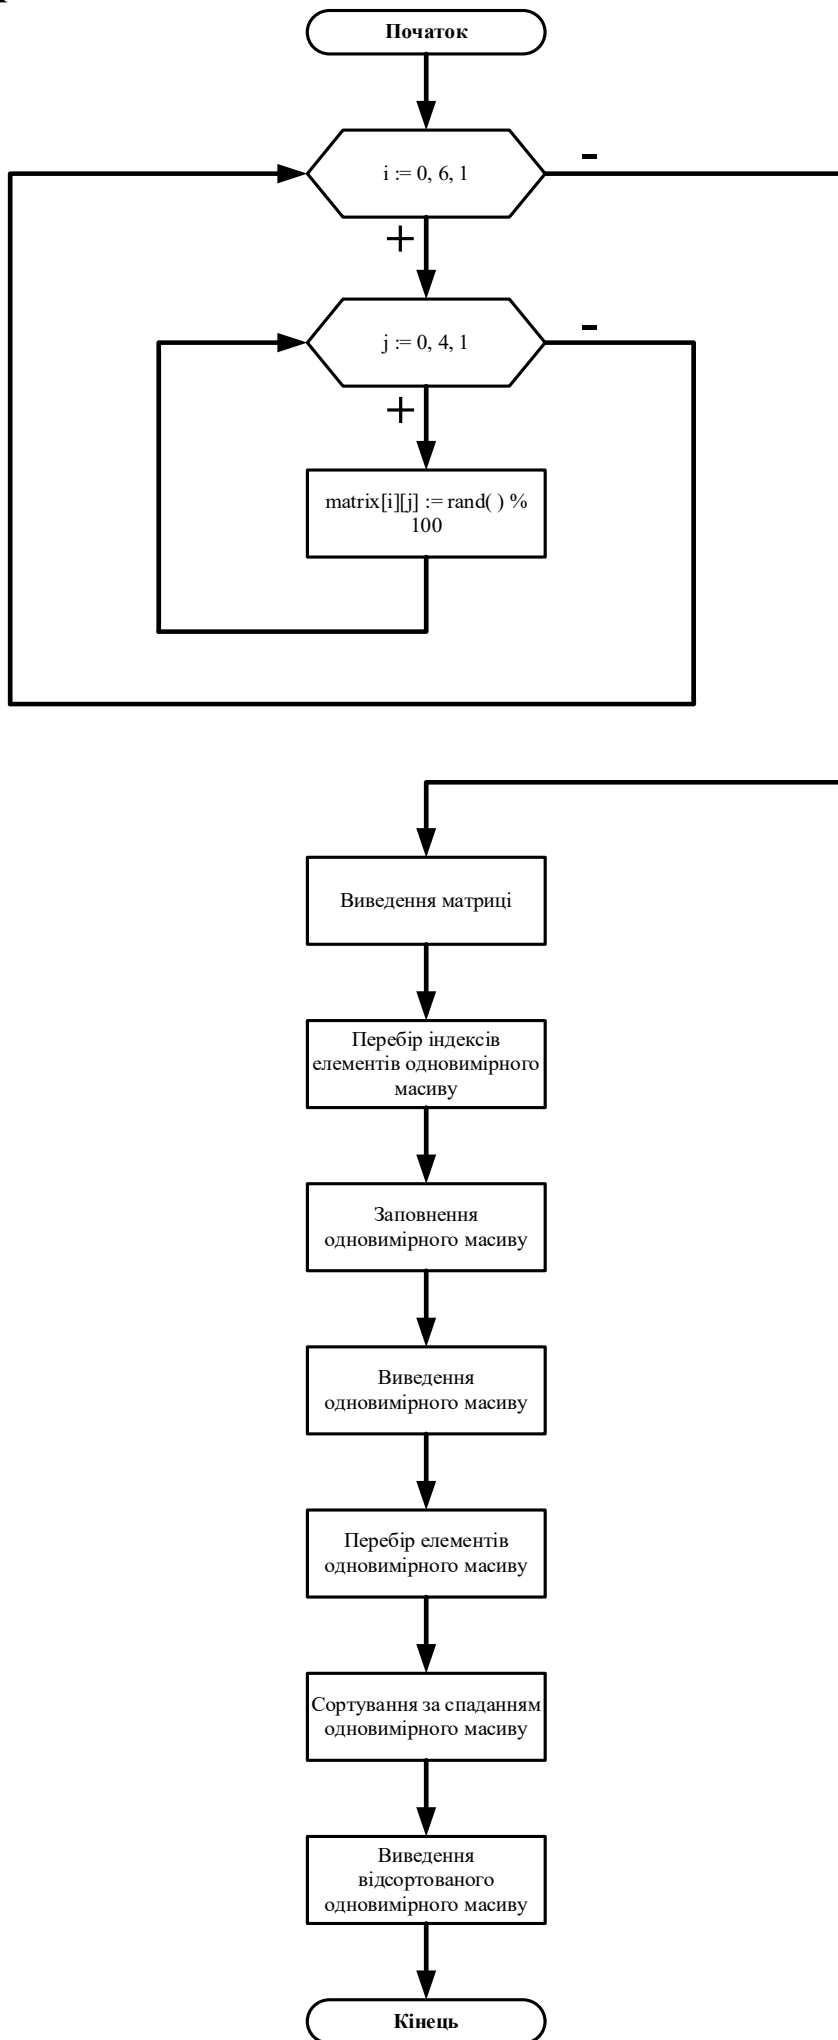 Початок
i := 0, 6, 1
-
+
j := 0, 4, 1
-
+
matrix[i][j] := rand( ) %
100
Виведення матриці
Перебір індексів
елементів одновимірного
масиву
Заповнення
одновимірного масиву
Виведення
одновимірного масиву
Перебір елементів
одновимірного масиву
Сортування за спаданням
одновимірного масиву
Виведення
відсортованого
одновимірного масиву
Кінець